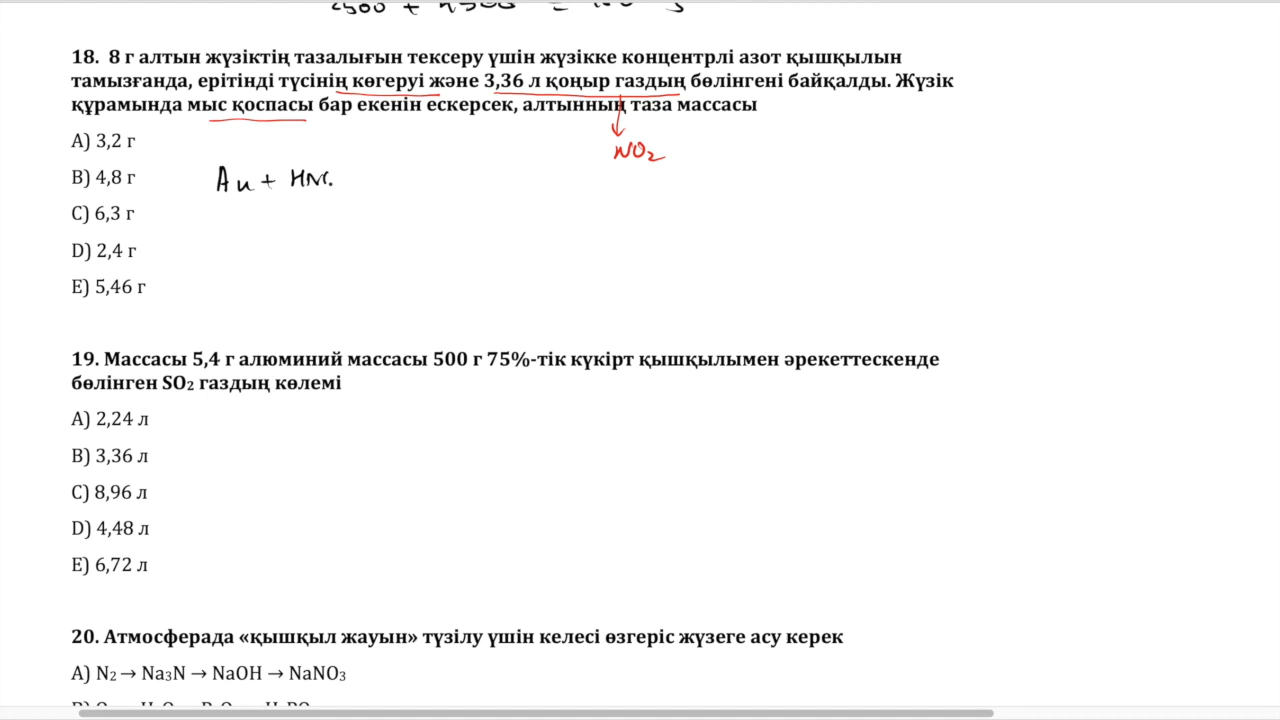 18. 8 г алтын жүзіктің тазалығын тексеру үшін жүзікке концентрлі азот қышқылын
тамызғанда, ерітінді түсінің көгеруі және 3,36 л қоңыр газдың бөлінгені байқалды. Жүзік
құрамында мыс қоспасы бар екенін ескерсек, алтынның таза массасы
A) 3,2 г
NO₂
B) 4,8 г
Au + HN
C) 6,3 г
D) 2,4 г
E) 5,46 г
19. Массасы 5,4 г алюминий массасы 500 г 75%-тік күкірт қышқылымен әрекеттескенде
бөлінген SO₂ газдың көлемі
A) 2,24 л
B) 3,36 л
C) 8,96 л
D) 4,48 л
E) 6,72 л
20. Атмосферада «қышқыл жауын» түзілу үшін келесі өзгеріс жүзеге асу керек
A) N₂ → Na₃N → NaOH → NaNO₃